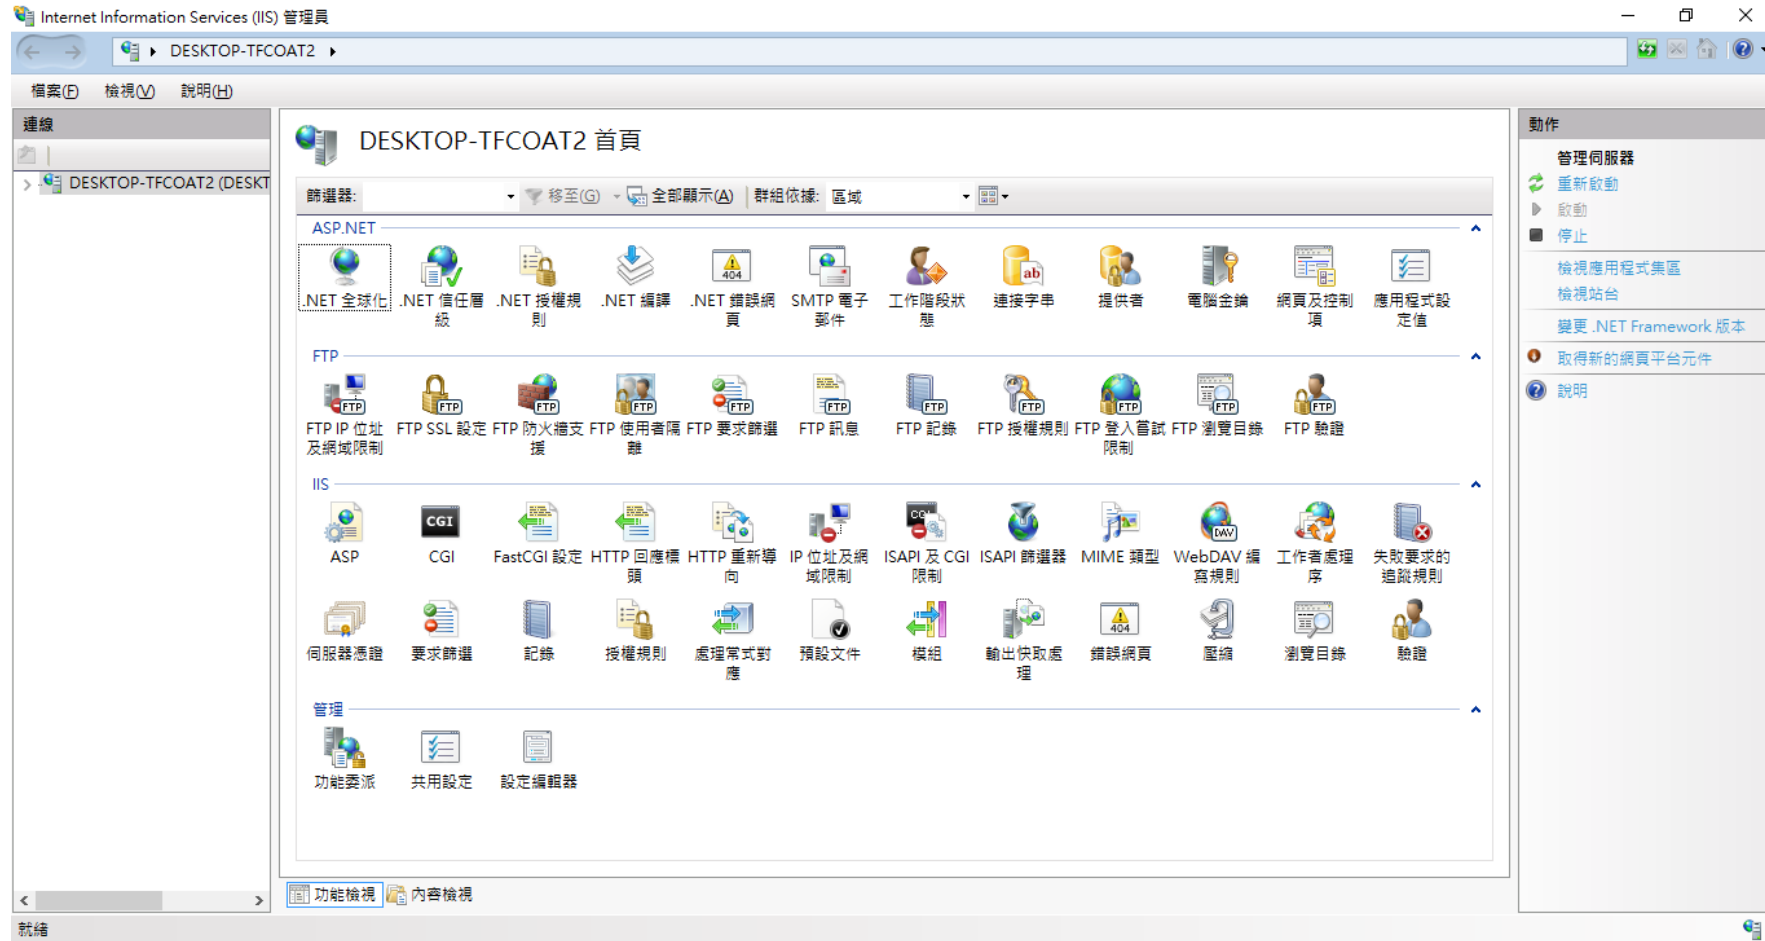 Internet Information Services (IIS) 管理員
DESKTOP-TFCOAT2
檔案(F) 檢視(V) 說明(H)
連線
DESKTOP-TFCOAT2 (DESKT
DESKTOP-TFCOAT2 首頁
篩選器: 移至(G) 全部顯示(A) 群組依據: 區域
ASP.NET
.NET 全球化
.NET 信任層
級
.NET 授權規
則
.NET 編譯
.NET 錯誤網
頁
SMTP 電子
郵件
工作階段狀
態
連接字串
提供者
電腦金鑰
網頁及控制
項
應用程式設
定值
FTP
FTP IP 位址
及網域限制
FTP SSL 設定
FTP 防火牆支
援
FTP 使用者隔
離
FTP 要求篩選
FTP 訊息
FTP 記錄
FTP 授權規則
FTP 登入嘗試
限制
FTP 瀏覽目錄
FTP 驗證
IIS
ASP
CGI
FastCGI 設定
HTTP 回應標
頭
HTTP 重新導
向
IP 位址及網
域限制
ISAPI 及 CGI
限制
ISAPI 篩選器
MIME 類型
WebDAV 編
寫規則
工作者處理
序
失敗要求的
追蹤規則
伺服器憑證
要求篩選
記錄
授權規則
處理常式對
應
預設文件
模組
輸出快取處
理
錯誤網頁
壓縮
瀏覽目錄
驗證
管理
功能委派
共用設定
設定編輯器
功能檢視 內容檢視
動作
管理伺服器
重新啟動
啟動
停止
檢視應用程式集區
檢視站台
變更 .NET Framework 版本
取得新的網頁平台元件
說明
就緒